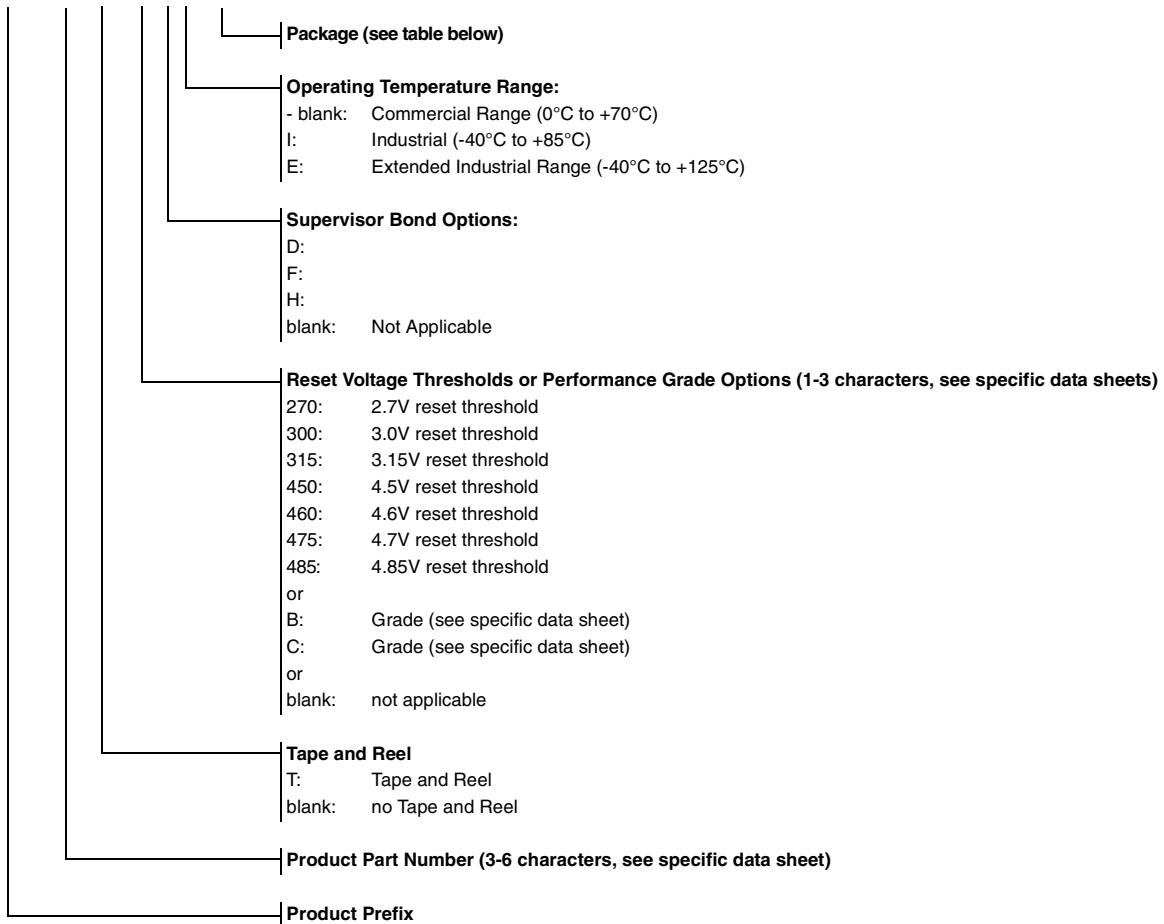 Package (see table below)
Operating Temperature Range:
- blank: Commercial Range (0°C to +70°C)
I: Industrial (-40°C to +85°C)
E: Extended Industrial Range (-40°C to +125°C)
Supervisor Bond Options:
D:
F:
H:
blank: Not Applicable
Reset Voltage Thresholds or Performance Grade Options (1-3 characters, see specific data sheets)
270: 2.7V reset threshold
300: 3.0V reset threshold
315: 3.15V reset threshold
450: 4.5V reset threshold
460: 4.6V reset threshold
475: 4.7V reset threshold
485: 4.85V reset threshold
or
B: Grade (see specific data sheet)
C: Grade (see specific data sheet)
or
blank: not applicable
Tape and Reel
T: Tape and Reel
blank: no Tape and Reel
Product Part Number (3-6 characters, see specific data sheet)
Product Prefix